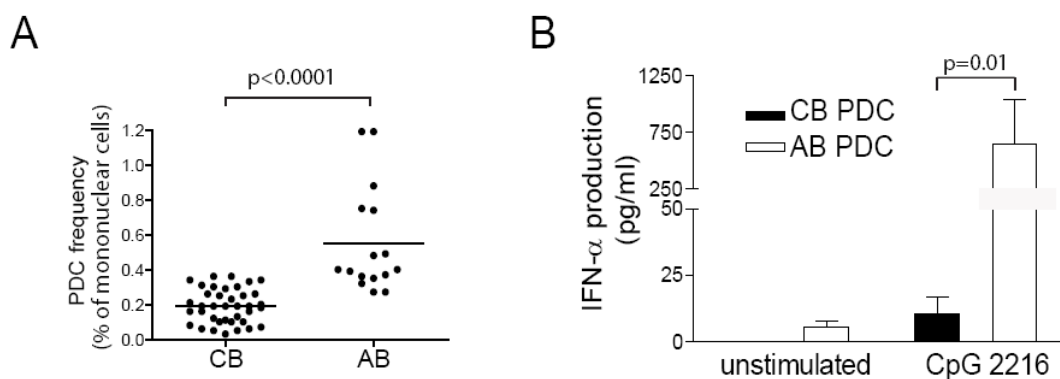 A
p<0.0001
PDC frequency
(% of mononuclear cells)
1.2
1.0
0.8
0.6
0.4
0.2
0.0
CB
AB
B
p=0.01
IFN-α production
(pg/ml)
1250
750
250
50
25
0
CB PDC
AB PDC
unstimulated
CpG 2216